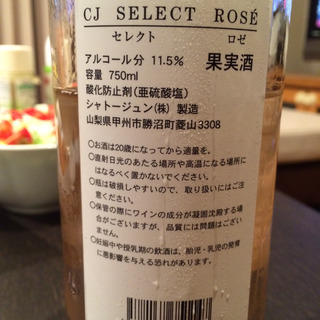 CJ SELECT ROSÉ
セレクト ロゼ
アルコール分 11.5% 果実酒
容量 750ml
酸化防止剤(亜硫酸塩)
シャトージュン(株) 製造
山梨県甲州市勝沼町菱山3308
○お酒は20歳になってから適量を。
○直射日光のあたる場所や高温になる場所に
はなるべく置かないでください。
○瓶は破損しやすいので、取り扱いにはご注
意ください。
○保管の際にワインの成分が凝固沈殿する場
合がございますが、品質には問題はござい
ません。
○妊娠中や授乳期の飲酒は、胎児・乳児の発育
に悪影響を与える恐れがあります。